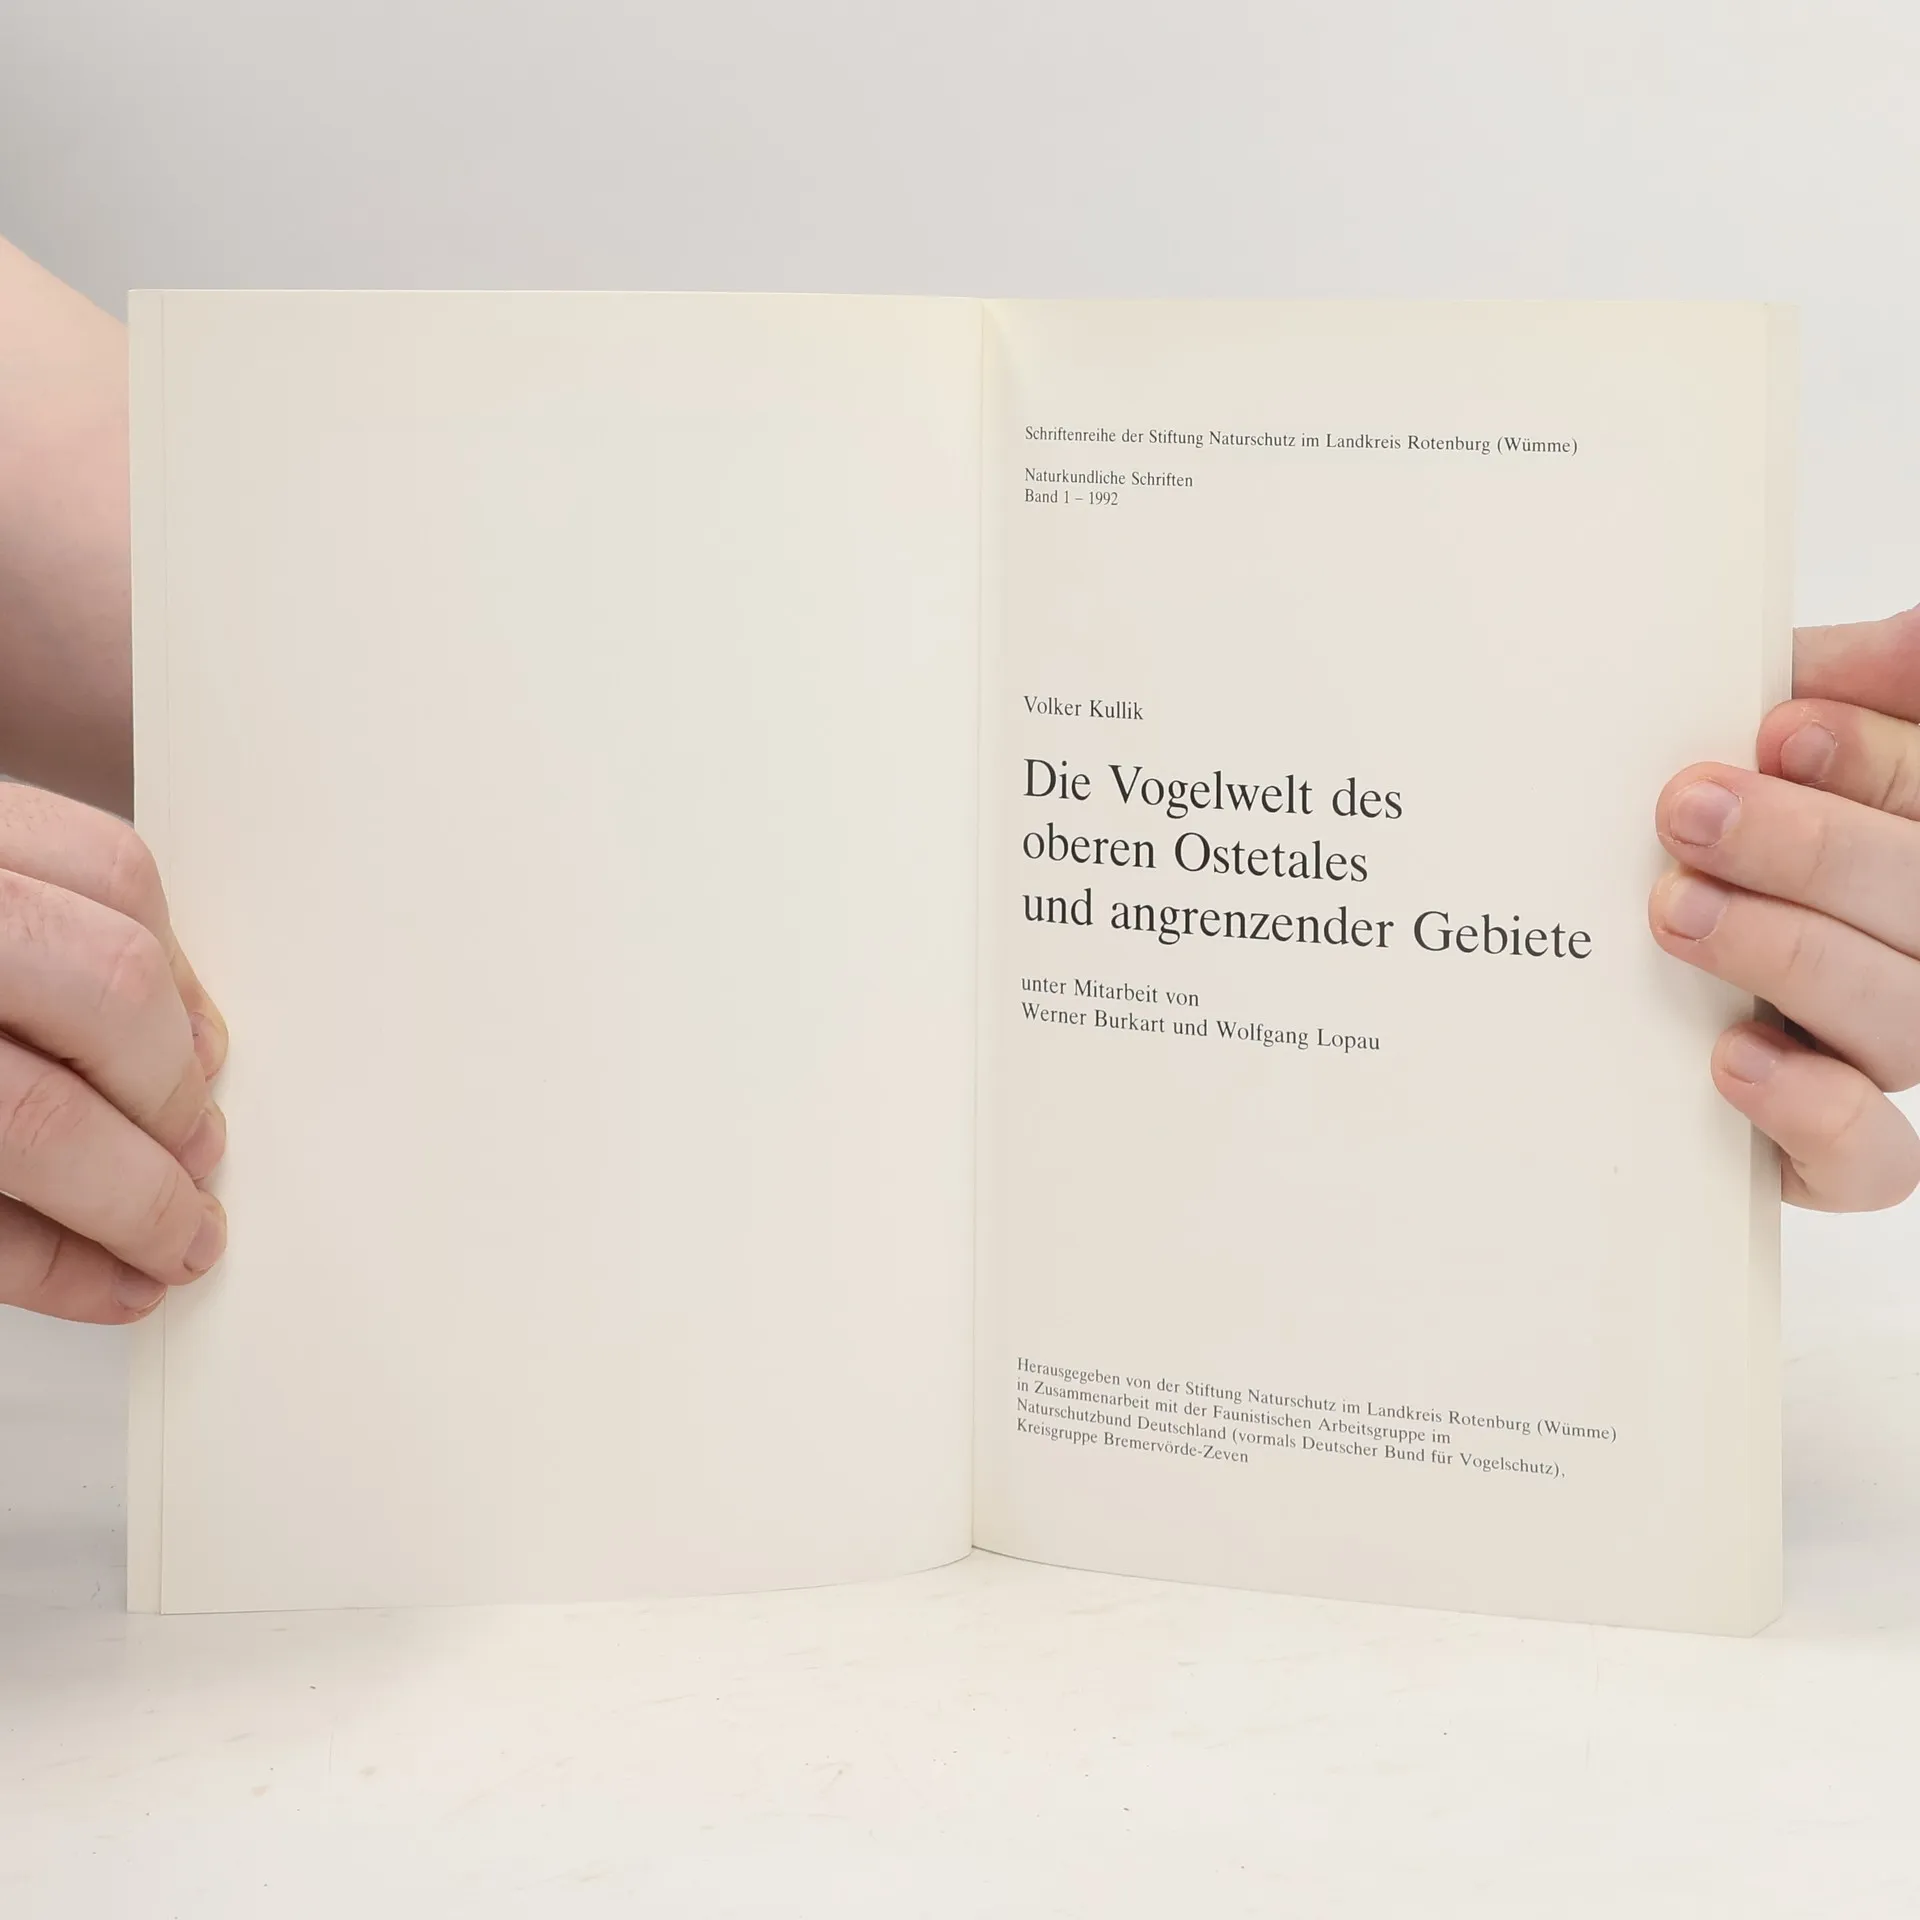 Schriftenreihe der Stiftung Naturschutz im Landkreis Rotenburg (Wümme)
Naturkundliche Schriften
Band 1 – 1992
Volker Kullik
Die Vogelwelt des
oberen Ostetales
und angrenzender Gebiete
unter Mitarbeit von
Werner Burkart und Wolfgang Lopau
Herausgegeben von der Stiftung Naturschutz im Landkreis Rotenburg (Wümme)
in Zusammenarbeit mit der Faunistischen Arbeitsgruppe im
Naturschutzbund Deutschland (vormals Deutscher Bund für Vogelschutz),
Kreisgruppe Bremervörde-Zeven